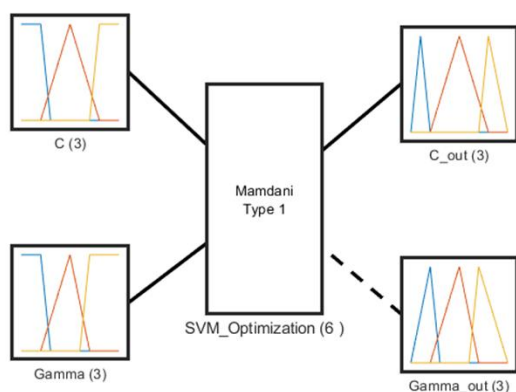 C (3)
C_out (3)
Mamdani
Type 1
SVM_Optimization (6 )
Gamma (3)
Gamma_out (3)